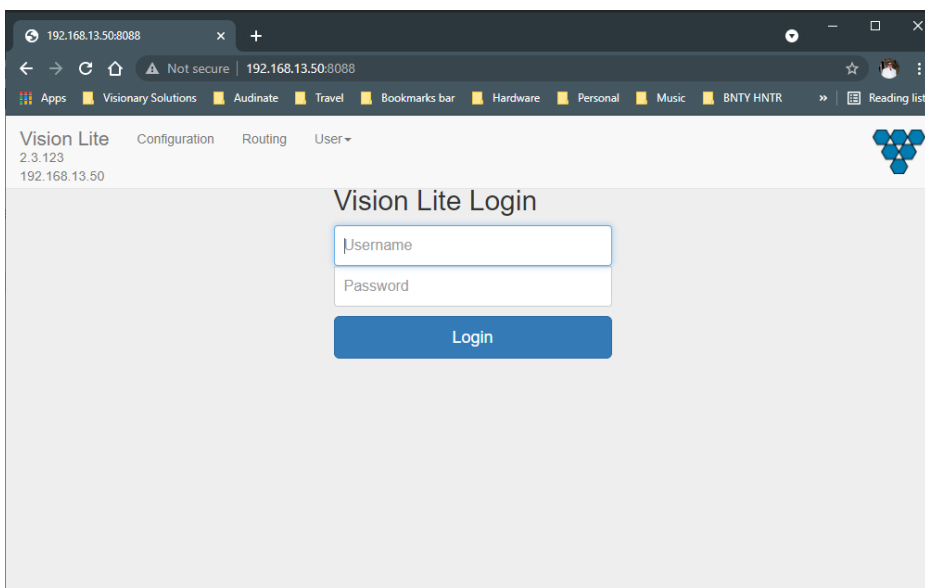 192.168.13.50:8088
Not secure | 192.168.13.50:8088
Apps Visionary Solutions Audinate Travel Bookmarks bar Hardware Personal Music BNTY HNTR » Reading list
Vision Lite Configuration Routing User
2.3.123
192.168.13.50
Vision Lite Login
Username
Password
Login